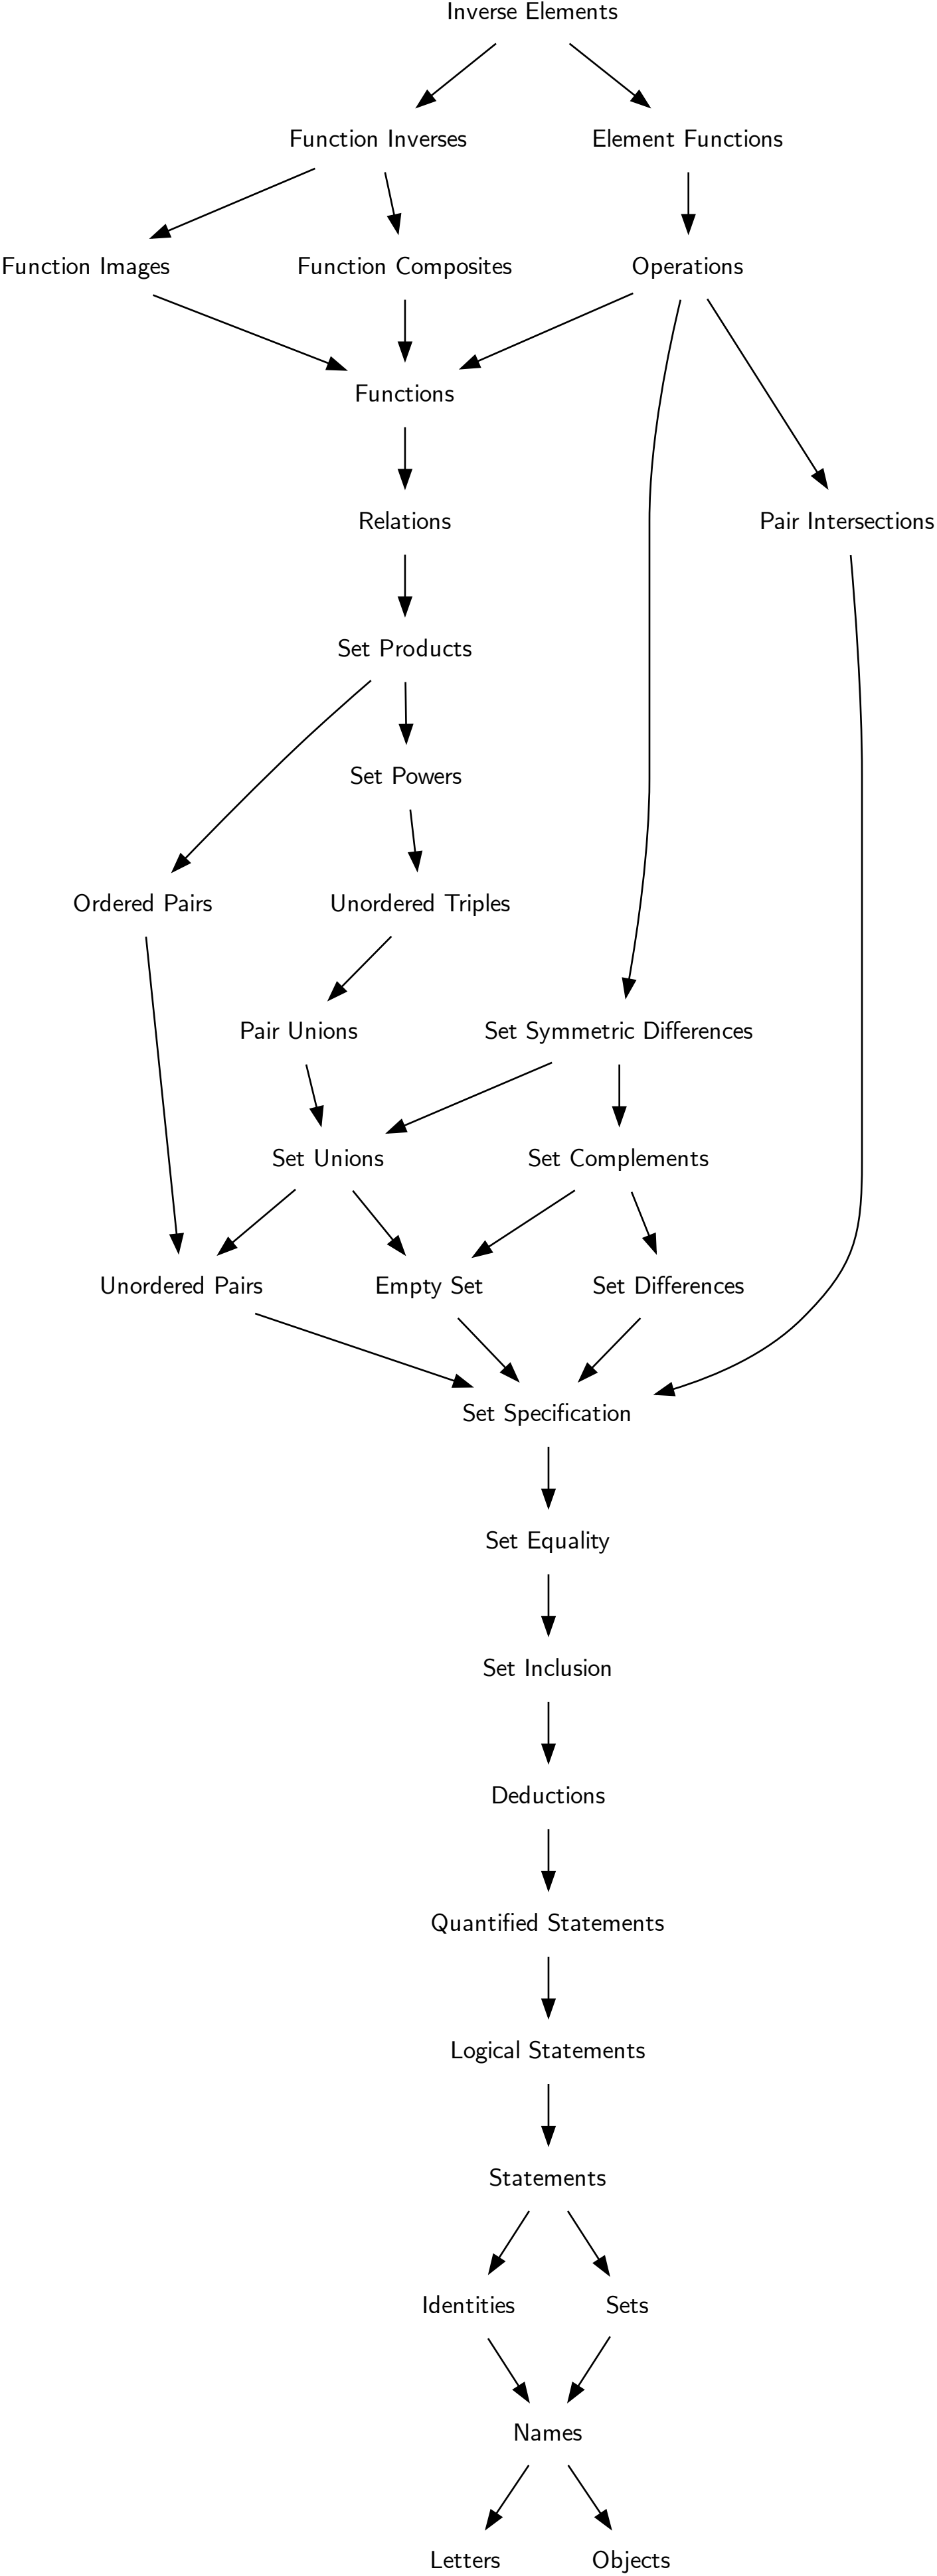 Inverse Elements
Function Inverses
Element Functions
Function Images
Function Composites
Operations
Functions
Relations
Pair Intersections
Set Products
Set Powers
Ordered Pairs
Unordered Triples
Pair Unions
Set Symmetric Differences
Set Unions
Set Complements
Unordered Pairs
Empty Set
Set Differences
Set Specification
Set Equality
Set Inclusion
Deductions
Quantified Statements
Logical Statements
Statements
Identities
Sets
Names
Letters
Objects